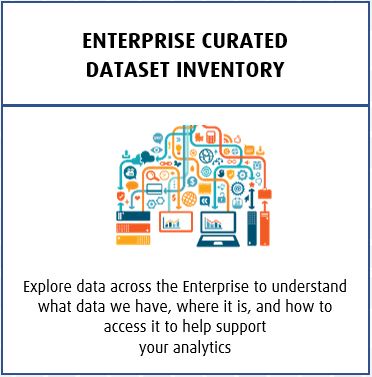 ENTERPRISE CURATED
DATASET INVENTORY
Explore data across the Enterprise to understand
what data we have, where it is, and how to
access it to help support
your analytics